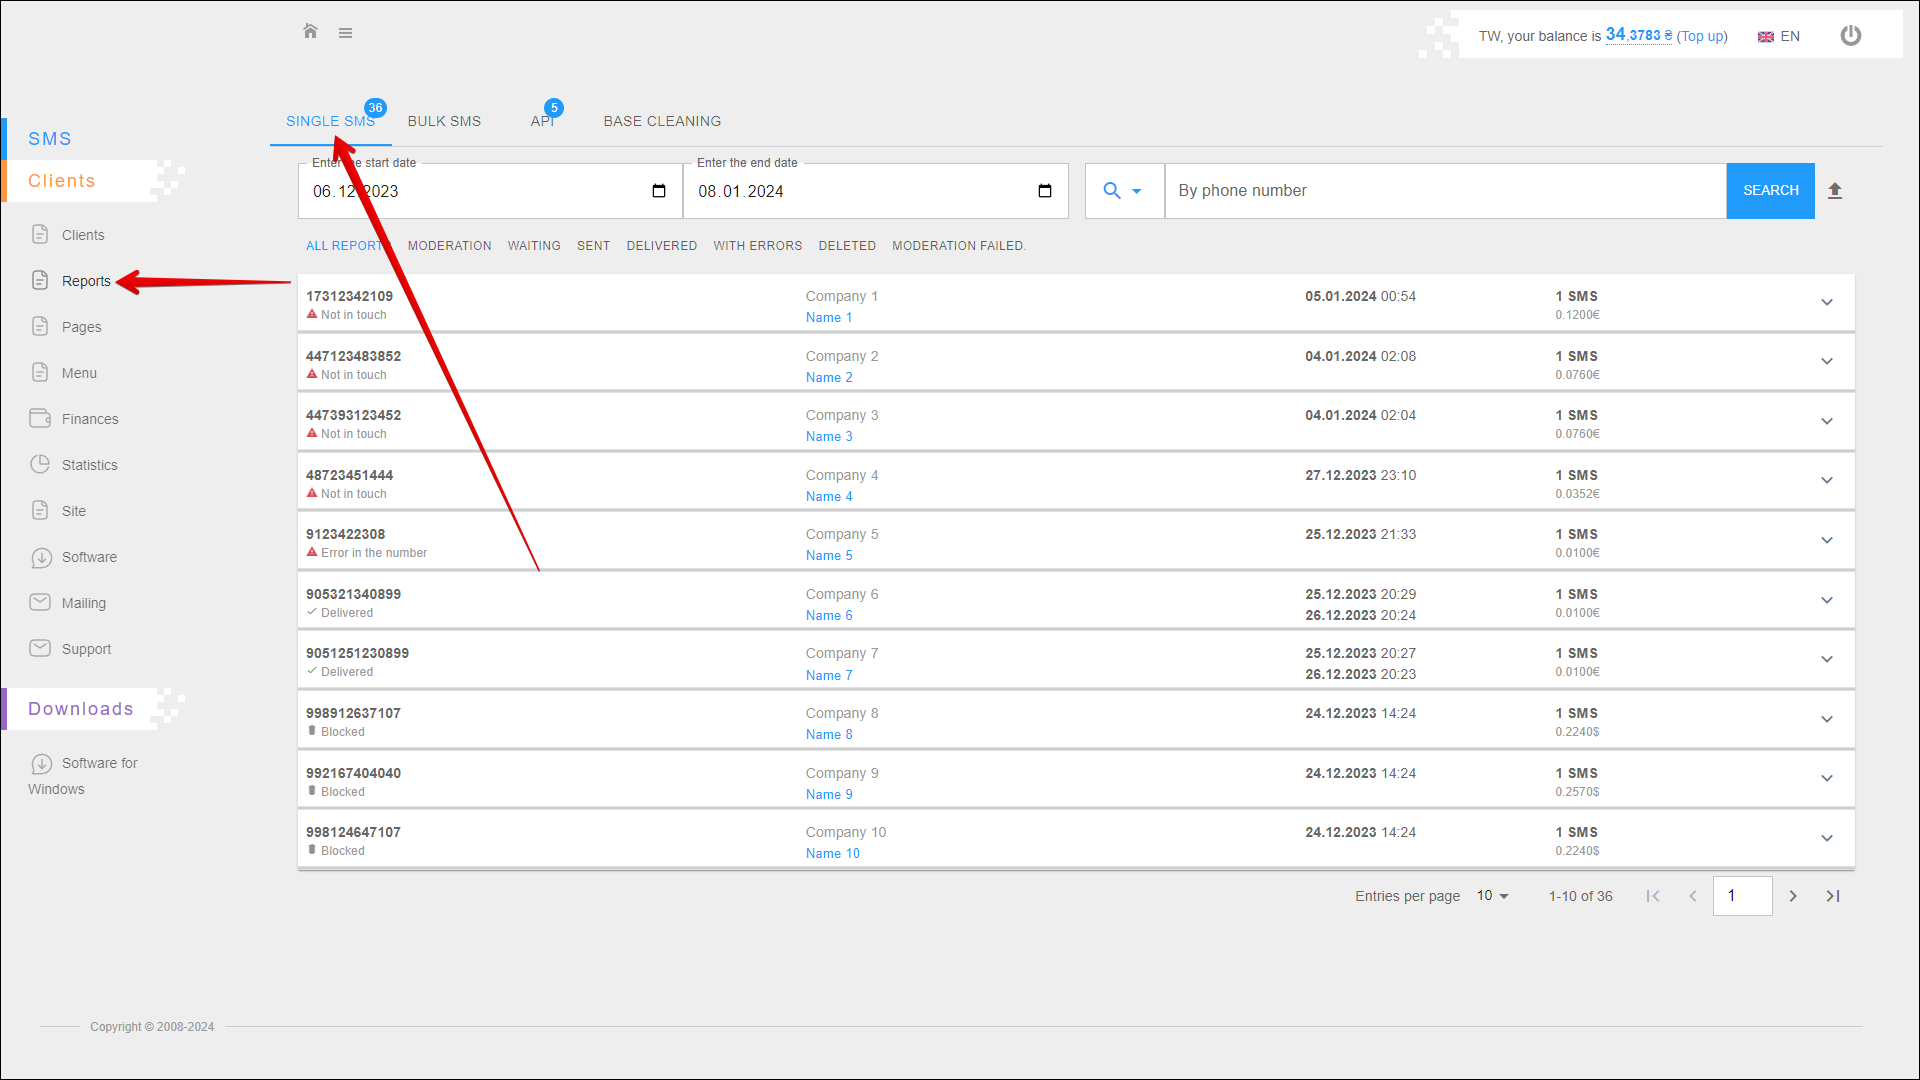 TW, your balance is 34,3783 ₴ (Top up)
EN
SMS
Clients
Clients
Reports
Pages
Menu
Finances
Statistics
Site
Software
Mailing
Support
Downloads
Software for
Windows
SINGLE SMS 36
BULK SMS
API 5
BASE CLEANING
Enter the start date
06.12.2023
Enter the end date
08.01.2024
By phone number
SEARCH
ALL REPORTS MODERATION WAITING SENT DELIVERED WITH ERRORS DELETED MODERATION FAILED.
17312342109 Company 1 05.01.2024 00:54 1 SMS
Not in touch Name 1 0.1200€
447123483852 Company 2 04.01.2024 02:08 1 SMS
Not in touch Name 2 0.0760€
447393123452 Company 3 04.01.2024 02:04 1 SMS
Not in touch Name 3 0.0760€
48723451444 Company 4 27.12.2023 23:10 1 SMS
Not in touch Name 4 0.0352€
9123422308 Company 5 25.12.2023 21:33 1 SMS
Error in the number Name 5 0.0100€
905321340899 Company 6 25.12.2023 20:29 1 SMS
Delivered Name 6 26.12.2023 20:24 0.0100€
9051251230899 Company 7 25.12.2023 20:27 1 SMS
Delivered Name 7 26.12.2023 20:23 0.0100€
998912637107 Company 8 24.12.2023 14:24 1 SMS
Blocked Name 8 0.2240$
992167404040 Company 9 24.12.2023 14:24 1 SMS
Blocked Name 9 0.2570$
998124647107 Company 10 24.12.2023 14:24 1 SMS
Blocked Name 10 0.2240$
Entries per page 10 1-10 of 36 1
Copyright © 2008-2024